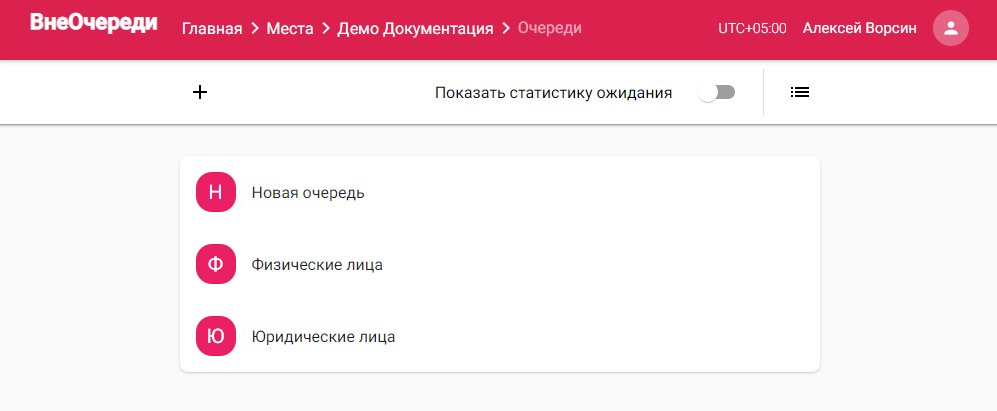 ВнеОчереди Главная > Места > Демо Документация > Очереди UTC+05:00 Алексей Ворсин
Показать статистику ожидания
Н Новая очередь
Ф Физические лица
Ю Юридические лица